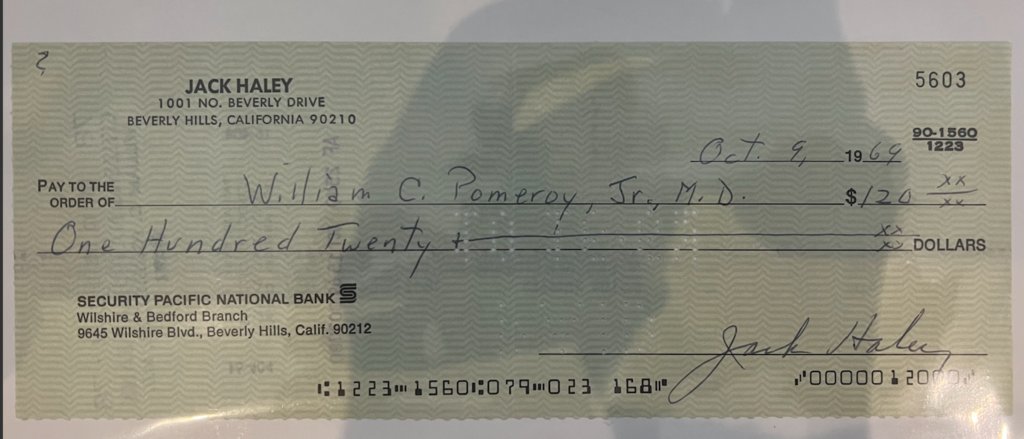 JACK HALEY
5603
1001 NO. BEVERLY DRIVE
BEVERLY HILLS, CALIFORNIA 90210
90-1560
1223
Oct. 9, 1969
PAY TO THE
ORDER OF William C. Pomeroy, Jr., M. D. $120 xx/xx
One Hundred Twenty + xx/xx DOLLARS
SECURITY PACIFIC NATIONAL BANK
Wilshire & Bedford Branch
9645 Wilshire Blvd., Beverly Hills, Calif. 90212
Jack Haley
⑆1223⑉1560⑆079⑉023 168⑈ ⑈0000012000⑈